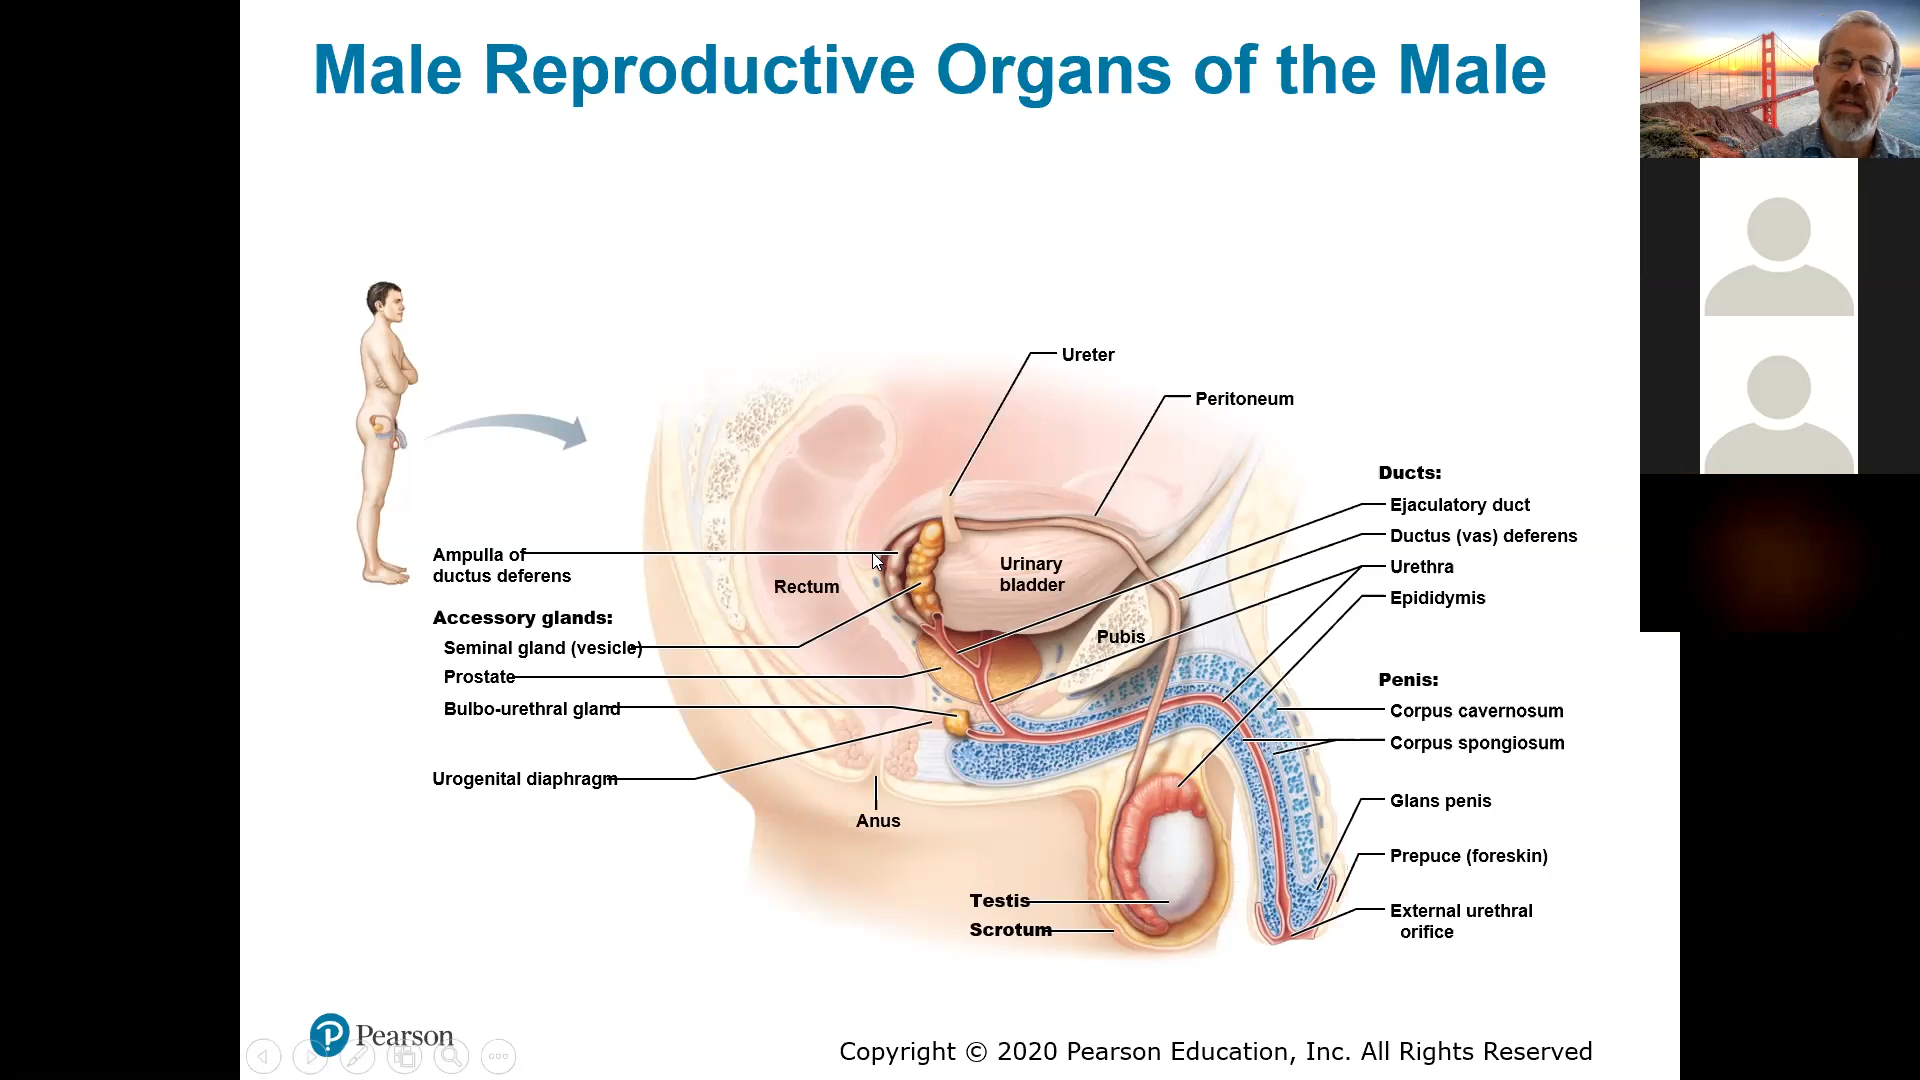 Male Reproductive Organs of the Male
Ureter
Peritoneum
Ampulla of
ductus deferens
Rectum
Urinary
bladder
Pubis
Accessory glands:
Seminal gland (vesicle)
Prostate
Bulbo-urethral gland
Urogenital diaphragm
Anus
Testis
Scrotum
Ducts:
Ejaculatory duct
Ductus (vas) deferens
Urethra
Epididymis
Penis:
Corpus cavernosum
Corpus spongiosum
Glans penis
Prepuce (foreskin)
External urethral
orifice
Pearson
Copyright © 2020 Pearson Education, Inc. All Rights Reserved